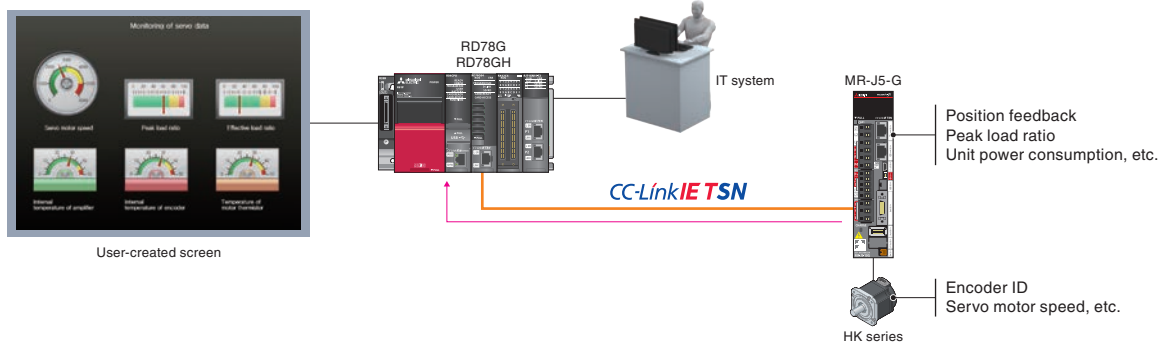 Monitoring of servo data
Servo motor speed
Peak load ratio
Effective load ratio
Internal
temperature of amplifier
Internal
temperature of encoder
Temperature of
motor thermistor
User-created screen
RD78G
RD78GH
IT system
CC-Link IE TSN
MR-J5-G
Position feedback
Peak load ratio
Unit power consumption, etc.
Encoder ID
Servo motor speed, etc.
HK series